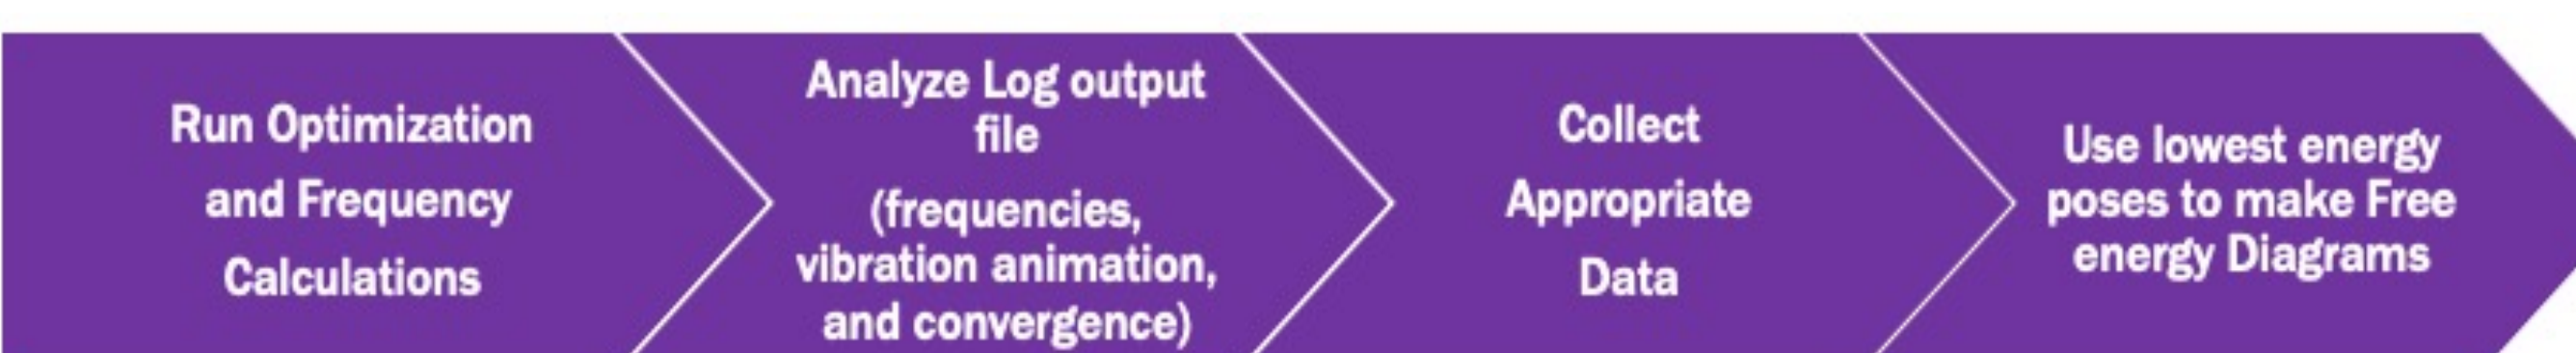 Run Optimization
and Frequency
Calculations
Analyze Log output
file
(frequencies,
vibration animation,
and convergence)
Collect
Appropriate
Data
Use lowest energy
poses to make Free
energy Diagrams